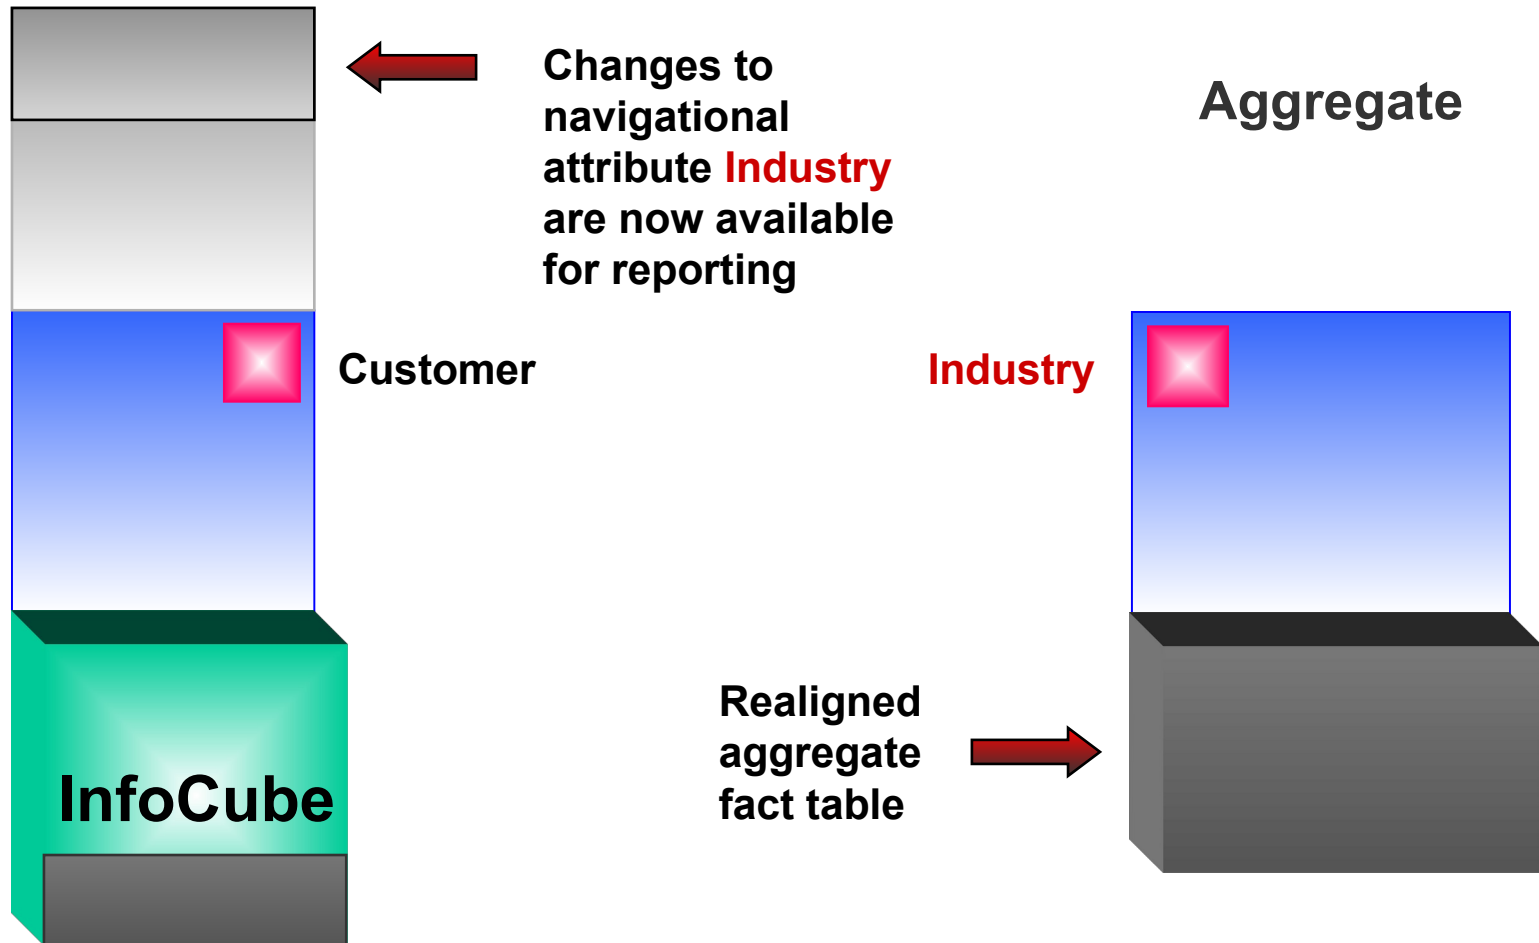 Changes to
navigational
attribute Industry
are now available
for reporting
Aggregate
Customer
Industry
Realigned
aggregate
fact table
InfoCube